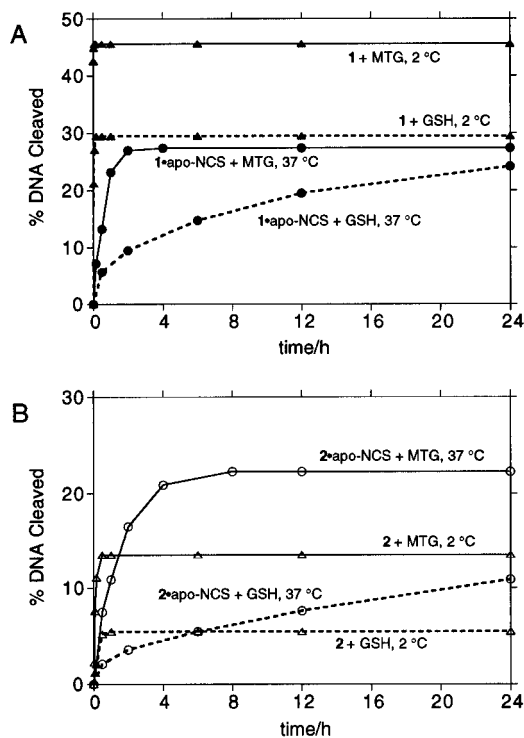 A
50
40
30
20
10
0
% DNA Cleaved
1 + MTG, 2 °C
1 + GSH, 2 °C
1•apo-NCS + MTG, 37 °C
1•apo-NCS + GSH, 37 °C
0 4 8 12 16 20 24
time/h
B
30
20
10
0
% DNA Cleaved
2•apo-NCS + MTG, 37 °C
2 + MTG, 2 °C
2•apo-NCS + GSH, 37 °C
2 + GSH, 2 °C
0 4 8 12 16 20 24
time/h